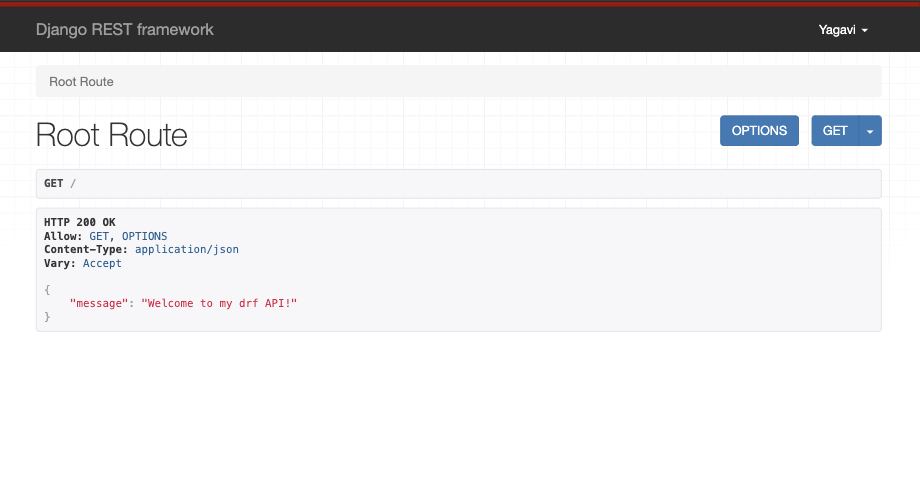 Django REST framework
Yagavi
Root Route
Root Route
OPTIONS
GET
GET /
HTTP 200 OK
Allow: GET, OPTIONS
Content-Type: application/json
Vary: Accept
{
    "message": "Welcome to my drf API!"
}